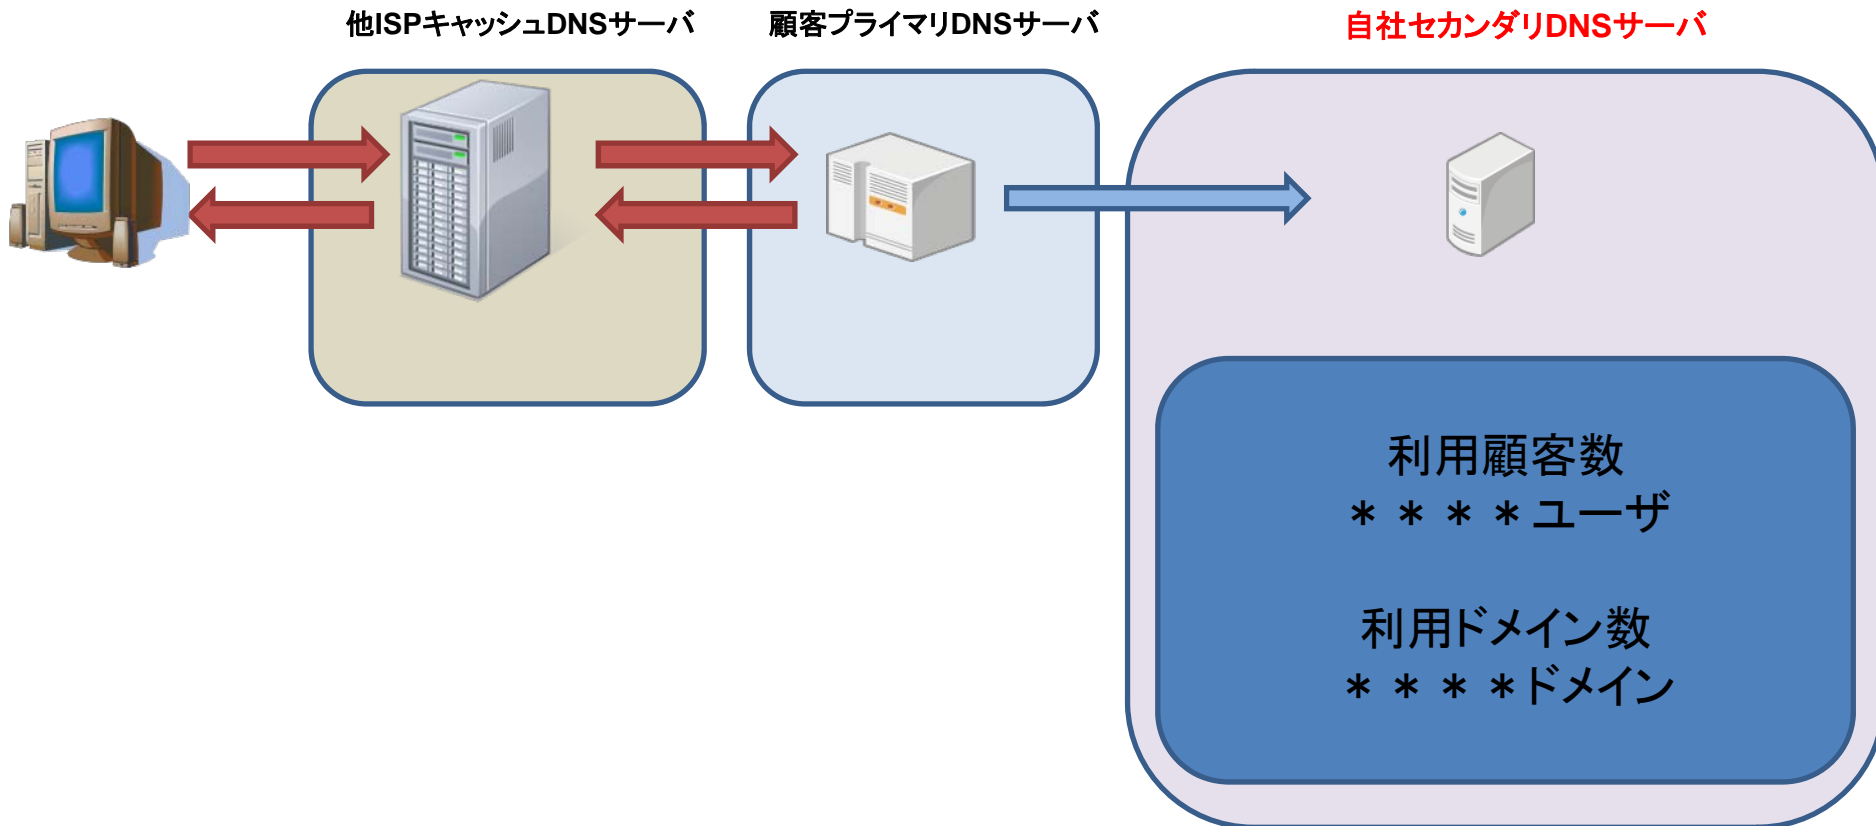 他ISPキャッシュDNSサーバ
顧客プライマリDNSサーバ
自社セカンダリDNSサーバ
利用顧客数
＊＊＊＊ユーザ
利用ドメイン数
＊＊＊＊ドメイン